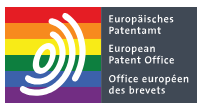 Europäisches
Patentamt
European
Patent Office
Office européen
des brevets